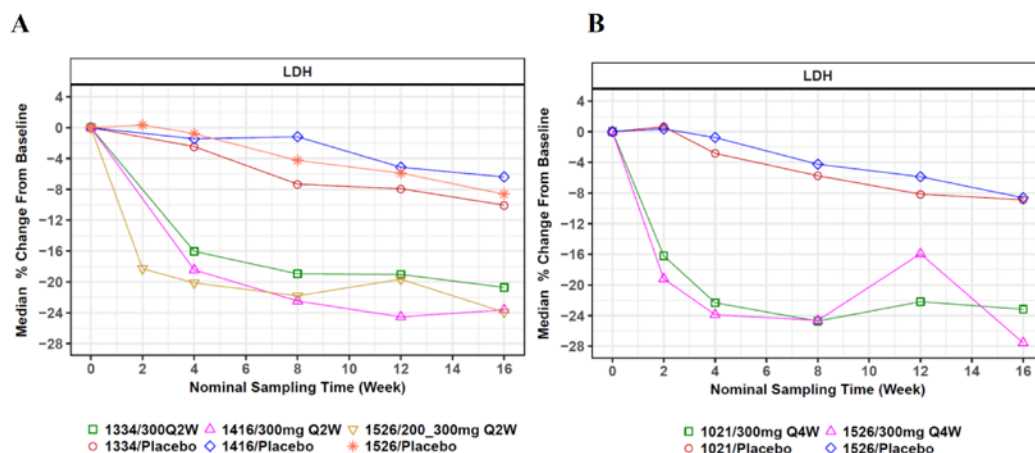 A
LDH
4
0
−4
−8
−12
−16
−20
−24
−28
Median % Change From Baseline
0 2 4 6 8 10 12 14 16
Nominal Sampling Time (Week)
1334/300Q2W 1416/300mg Q2W 1526/200_300mg Q2W
1334/Placebo 1416/Placebo 1526/Placebo
B
LDH
4
0
−4
−8
−12
−16
−20
−24
−28
Median % Change From Baseline
0 2 4 6 8 10 12 14 16
Nominal Sampling Time (Week)
1021/300mg Q4W 1526/300mg Q4W
1021/Placebo 1526/Placebo